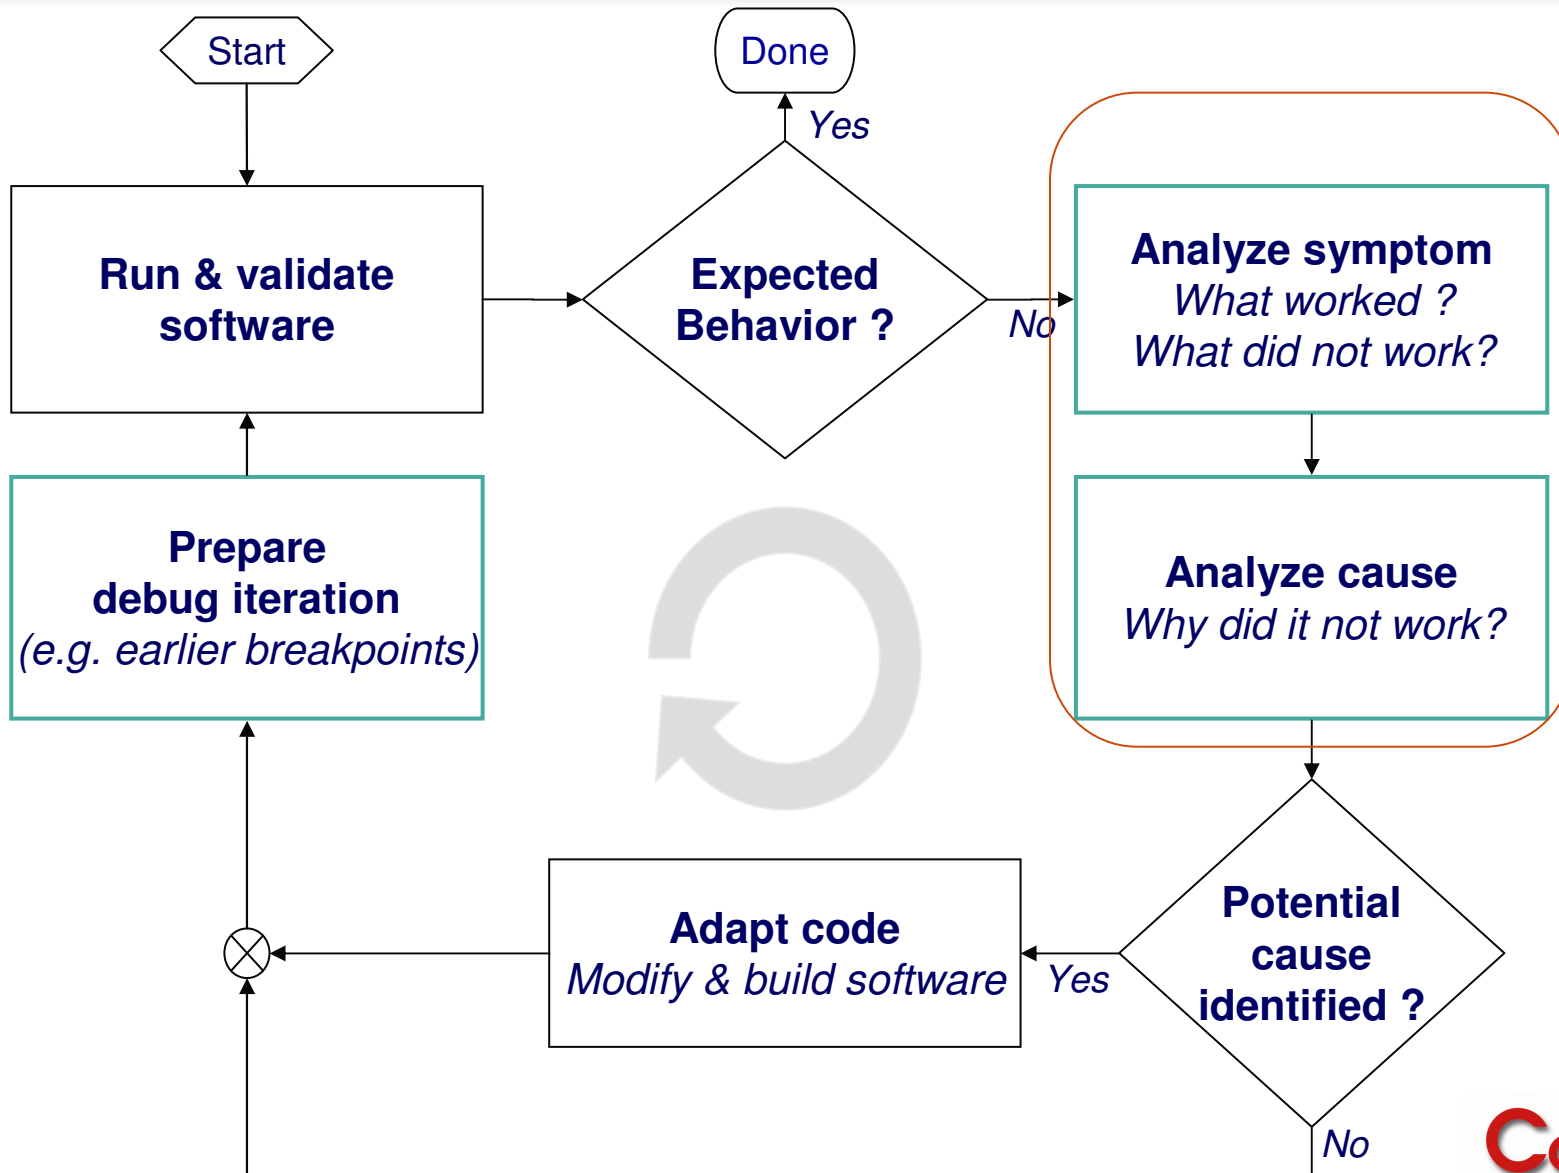 Start
Done
Yes
Run & validate
software
Expected
Behavior ?
No
Analyze symptom
What worked ?
What did not work?
Prepare
debug iteration
(e.g. earlier breakpoints)
Analyze cause
Why did it not work?
Adapt code
Modify & build software
Yes
Potential
cause
identified ?
No